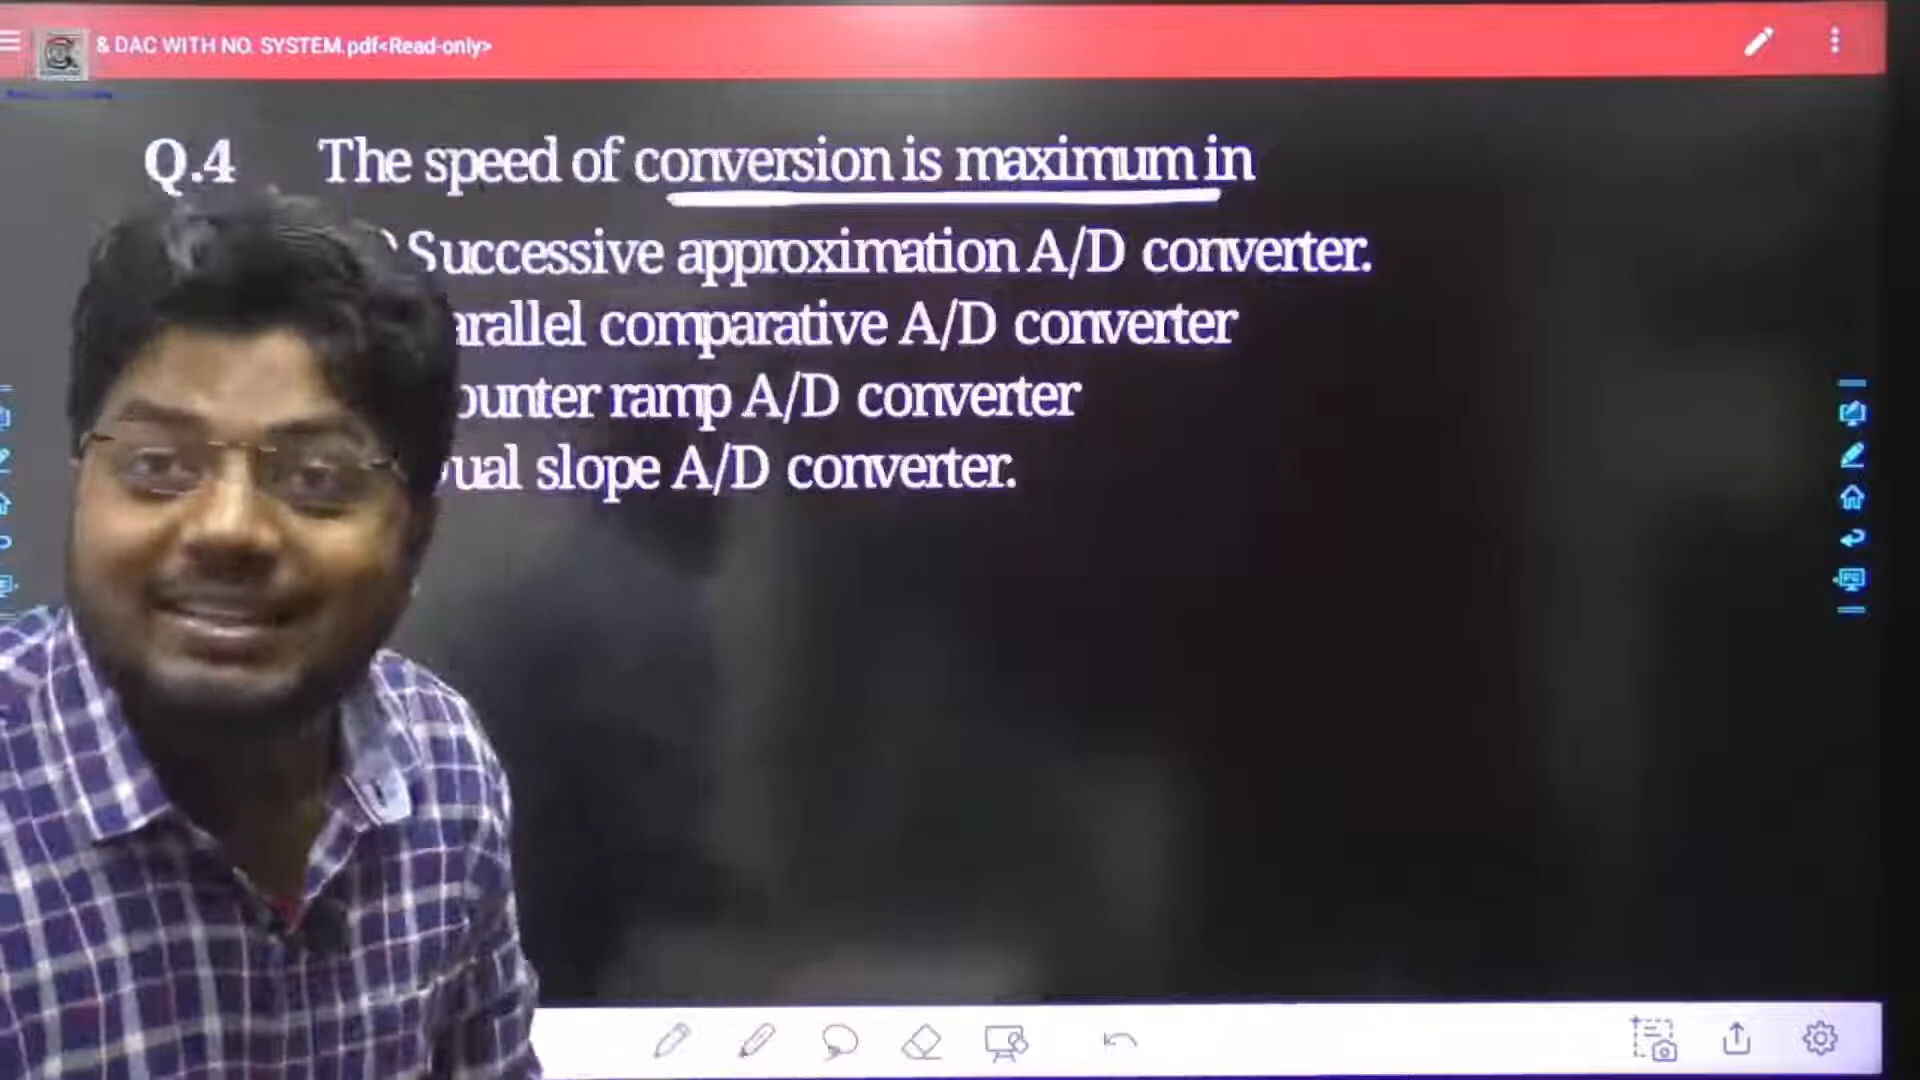 & DAC WITH NO. SYSTEM.pdf<Read-only>
Q.4 The speed of conversion is maximum in
Successive approximation A/D converter.
arallel comparative A/D converter
ounter ramp A/D converter
ual slope A/D converter.